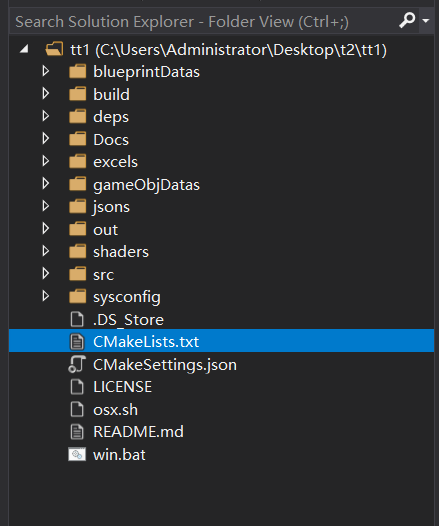 Search Solution Explorer - Folder View (Ctrl+;)
tt1 (C:\Users\Administrator\Desktop\t2\tt1)
blueprintDatas
build
deps
Docs
excels
gameObjDatas
jsons
out
shaders
src
sysconfig
.DS_Store
CMakeLists.txt
CMakeSettings.json
LICENSE
osx.sh
README.md
win.bat